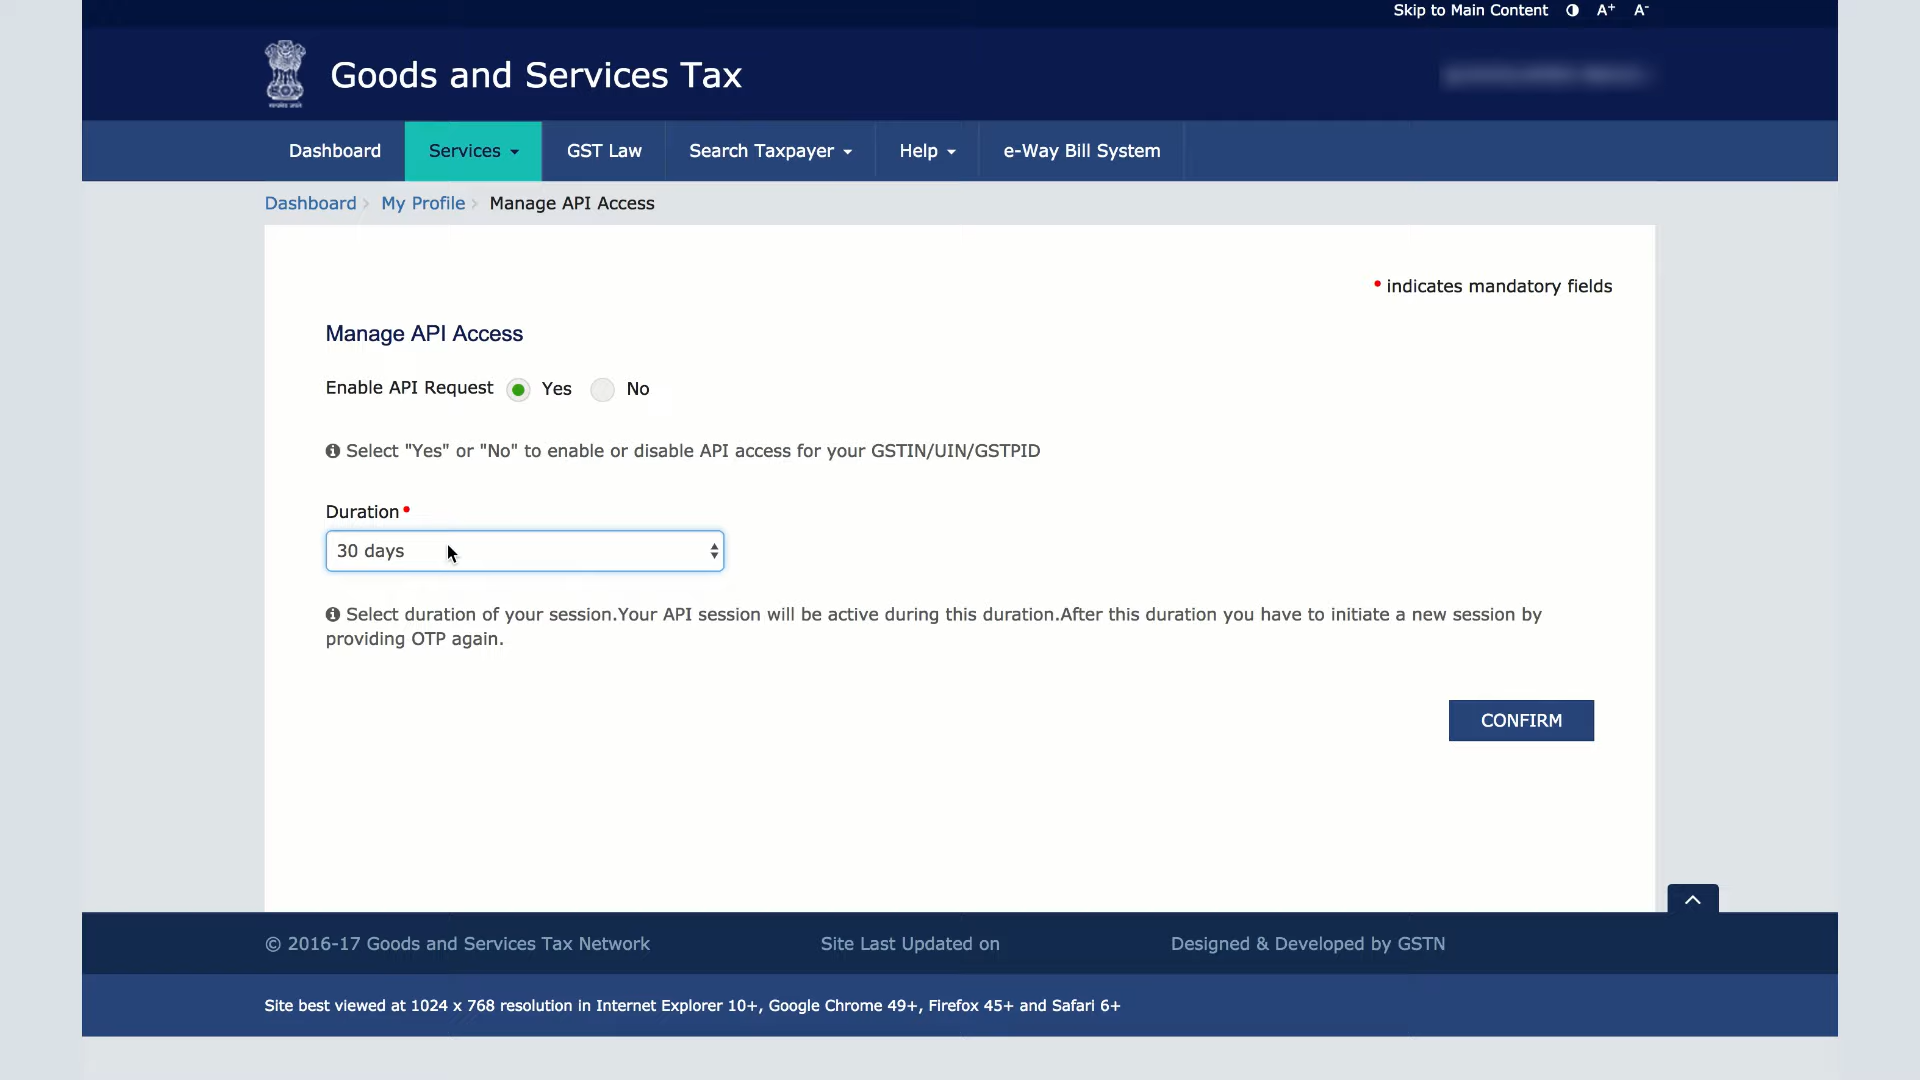 Skip to Main Content A+ A-
Goods and Services Tax
Dashboard Services GST Law Search Taxpayer Help e-Way Bill System
Dashboard My Profile Manage API Access
• indicates mandatory fields
Manage API Access
Enable API Request Yes No
Select "Yes" or "No" to enable or disable API access for your GSTIN/UIN/GSTPID
Duration•
30 days
Select duration of your session.Your API session will be active during this duration.After this duration you have to initiate a new session by
providing OTP again.
CONFIRM
© 2016-17 Goods and Services Tax Network Site Last Updated on Designed & Developed by GSTN
Site best viewed at 1024 x 768 resolution in Internet Explorer 10+, Google Chrome 49+, Firefox 45+ and Safari 6+